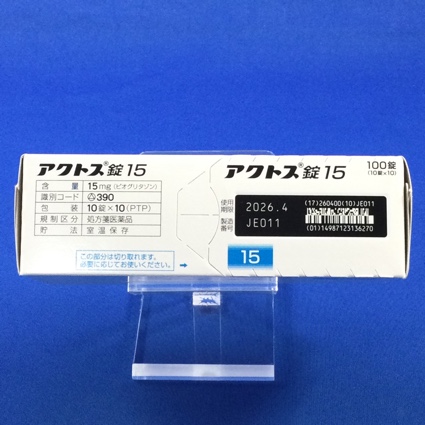 アクトス®錠15
含　量 15mg（ピオグリタゾン）
識別コード 390
包　装 10錠×10（PTP）
規制区分 処方箋医薬品
貯　法 室温保存
この部分は切り取れます。
必要に応じてお使いください。
アクトス®錠15
100錠
（10錠×10）
使用期限 2026.4
製造番号 JE011
(17)260400(10)JE011
(01)14987123136270
15